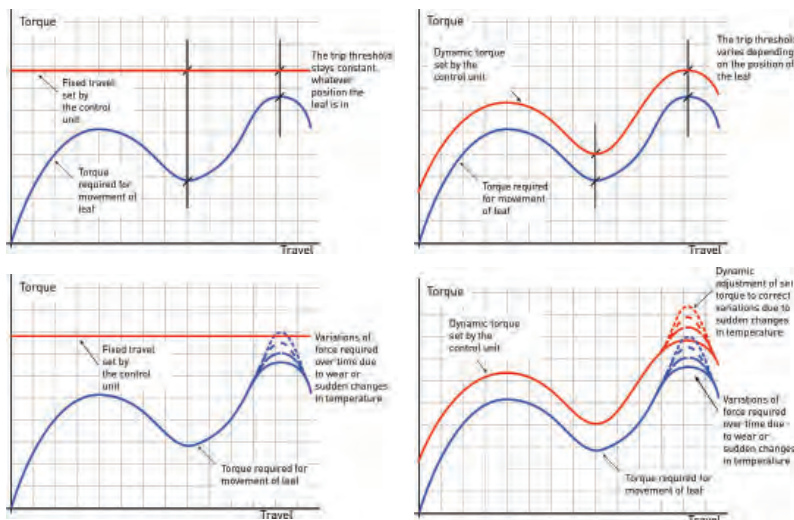 Torque
The trip threshold
stays constant,
whatever
position the
leaf is in
Fixed travel
set by
the control
unit
Torque
required for
movement of
leaf
Travel
Torque
The trip threshold
varies depending
on the position of
the leaf
Dynamic torque
set by the
control unit
Torque required
for movement
of leaf
Travel
Torque
Variations of
force required
over time due
to wear or
sudden changes
in temperature
Fixed travel
set by
the control
unit
Torque required for
movement of leaf
Travel
Torque
Dynamic
adjustment of set
torque to correct
variations due to
sudden changes
in temperature
Dynamic torque
set by the
control unit
Variations of
force required
over time due
to wear or
sudden changes
in temperature
Torque required for
movement of leaf
Travel